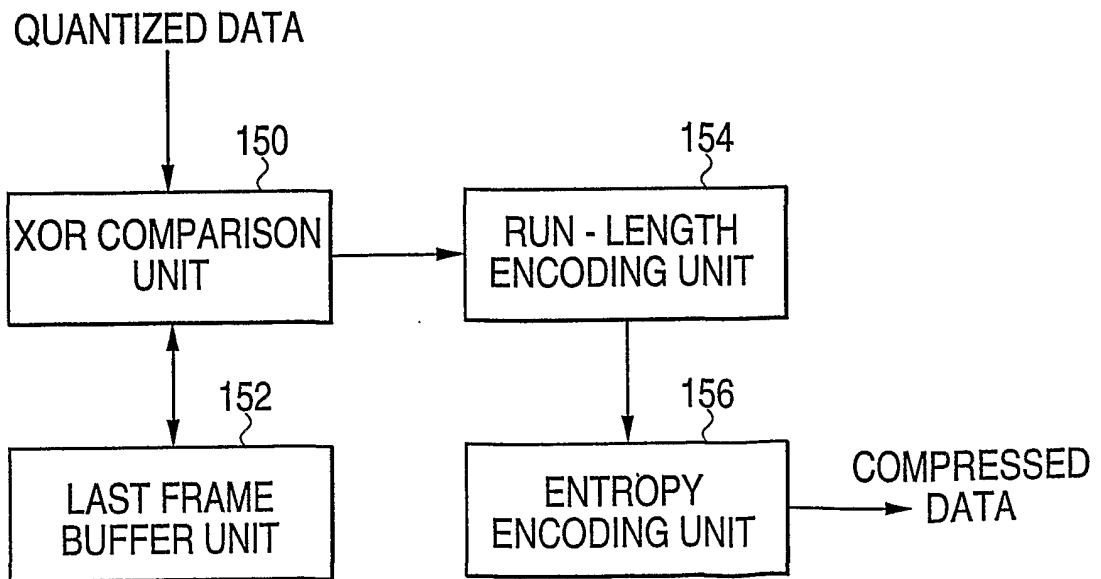 QUANTIZED DATA
150
XOR COMPARISON
UNIT
154
RUN - LENGTH
ENCODING UNIT
152
LAST FRAME
BUFFER UNIT
156
ENTROPY
ENCODING UNIT
COMPRESSED
DATA